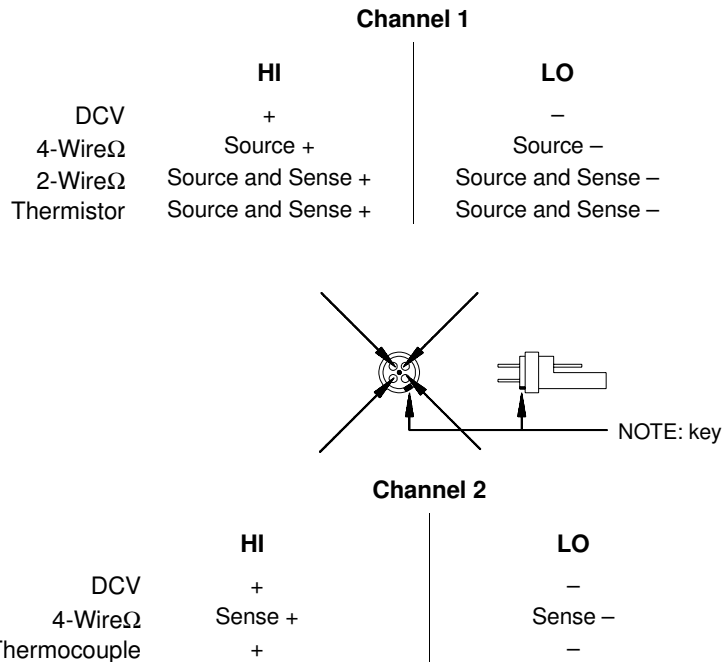 Channel 1
HI LO
DCV + –
4-WireΩ Source + Source –
2-WireΩ Source and Sense + Source and Sense –
Thermistor Source and Sense + Source and Sense –
NOTE: key
Channel 2
HI LO
DCV + –
4-WireΩ Sense + Sense –
Thermocouple + –